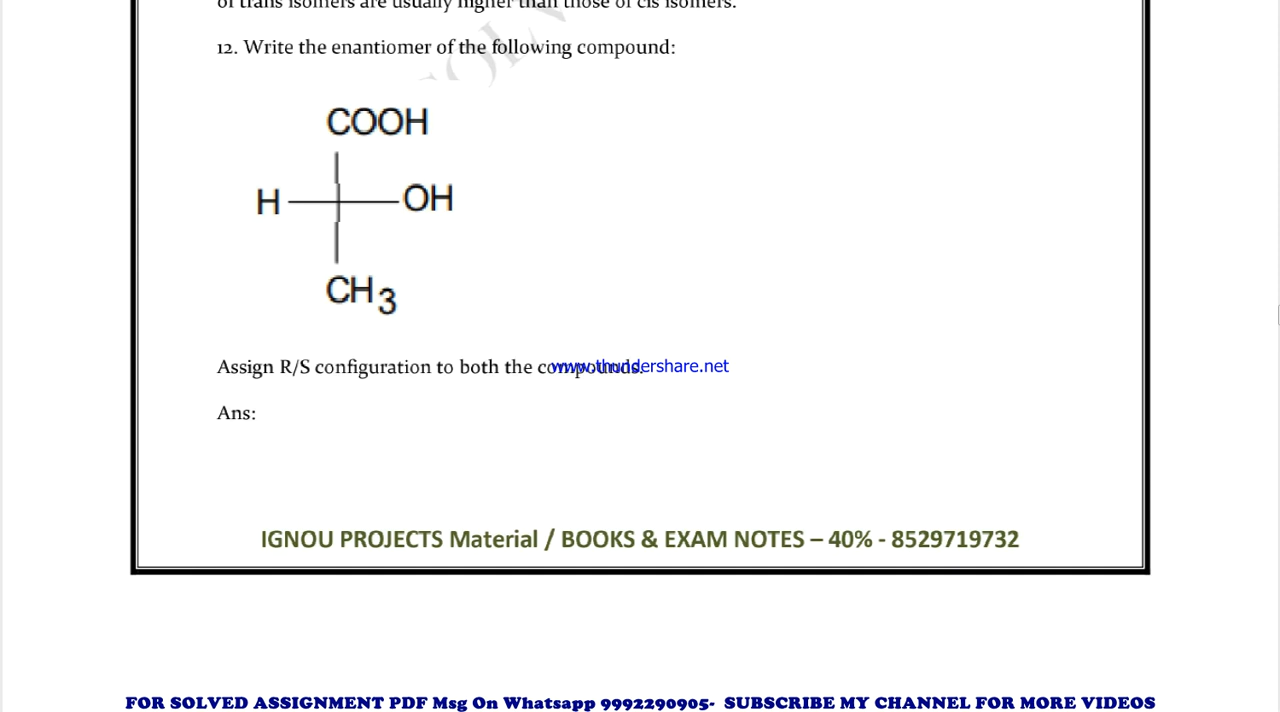 of trans isomers are usually higher than those of cis isomers.
12. Write the enantiomer of the following compound:
COOH
H OH
CH3
Assign R/S configuration to both the compounds.
www.thundershare.net
Ans:
IGNOU PROJECTS Material / BOOKS & EXAM NOTES – 40% - 8529719732
FOR SOLVED ASSIGNMENT PDF Msg On Whatsapp 9992290905- SUBSCRIBE MY CHANNEL FOR MORE VIDEOS